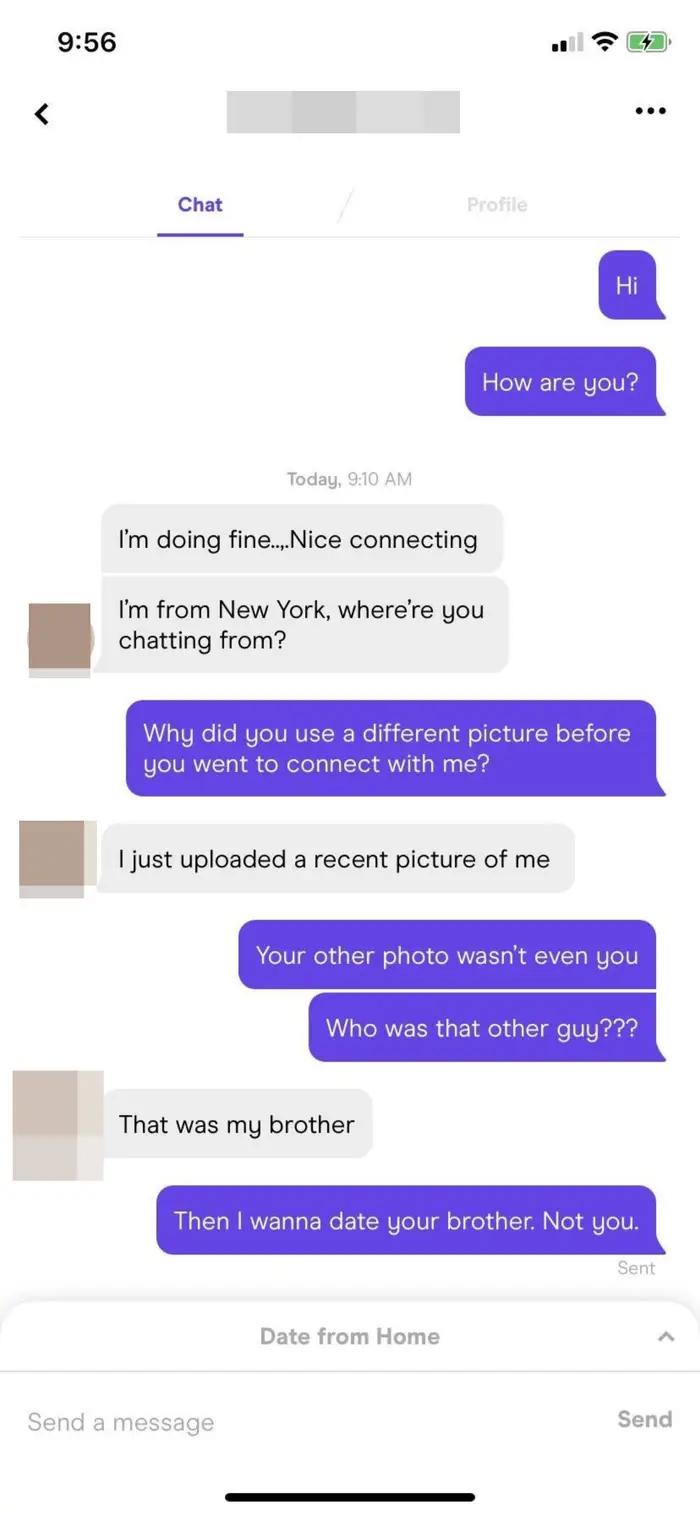 9:56
Chat
Profile
Hi
How are you?
Today, 9:10 AM
I'm doing fine..,.Nice connecting
I'm from New York, where're you
chatting from?
Why did you use a different picture before
you went to connect with me?
I just uploaded a recent picture of me
Your other photo wasn't even you
Who was that other guy???
That was my brother
Then I wanna date your brother. Not you.
Sent
Date from Home
Send a message
Send